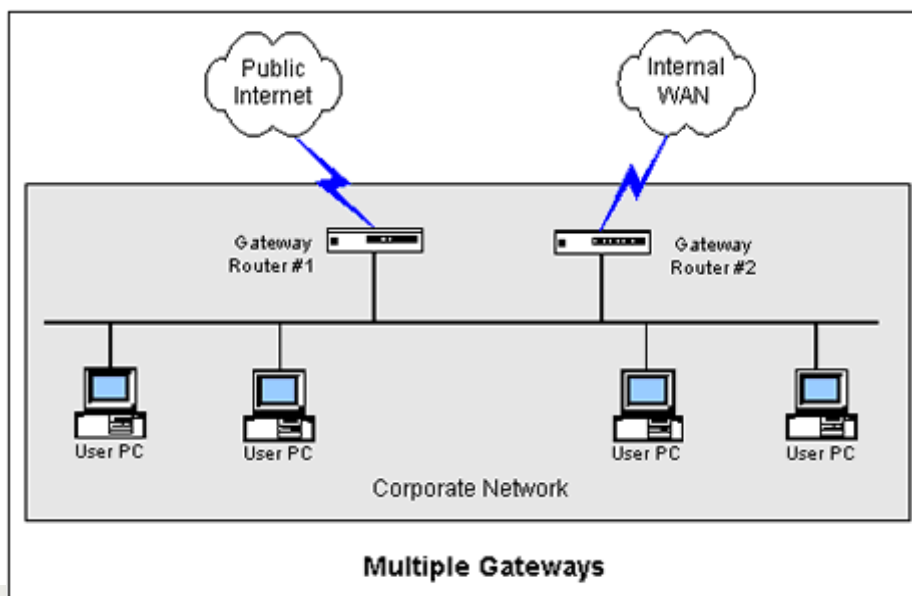 Public
Internet
Internal
WAN
Gateway
Router #1
Gateway
Router #2
User PC
User PC
User PC
User PC
Corporate Network
Multiple Gateways